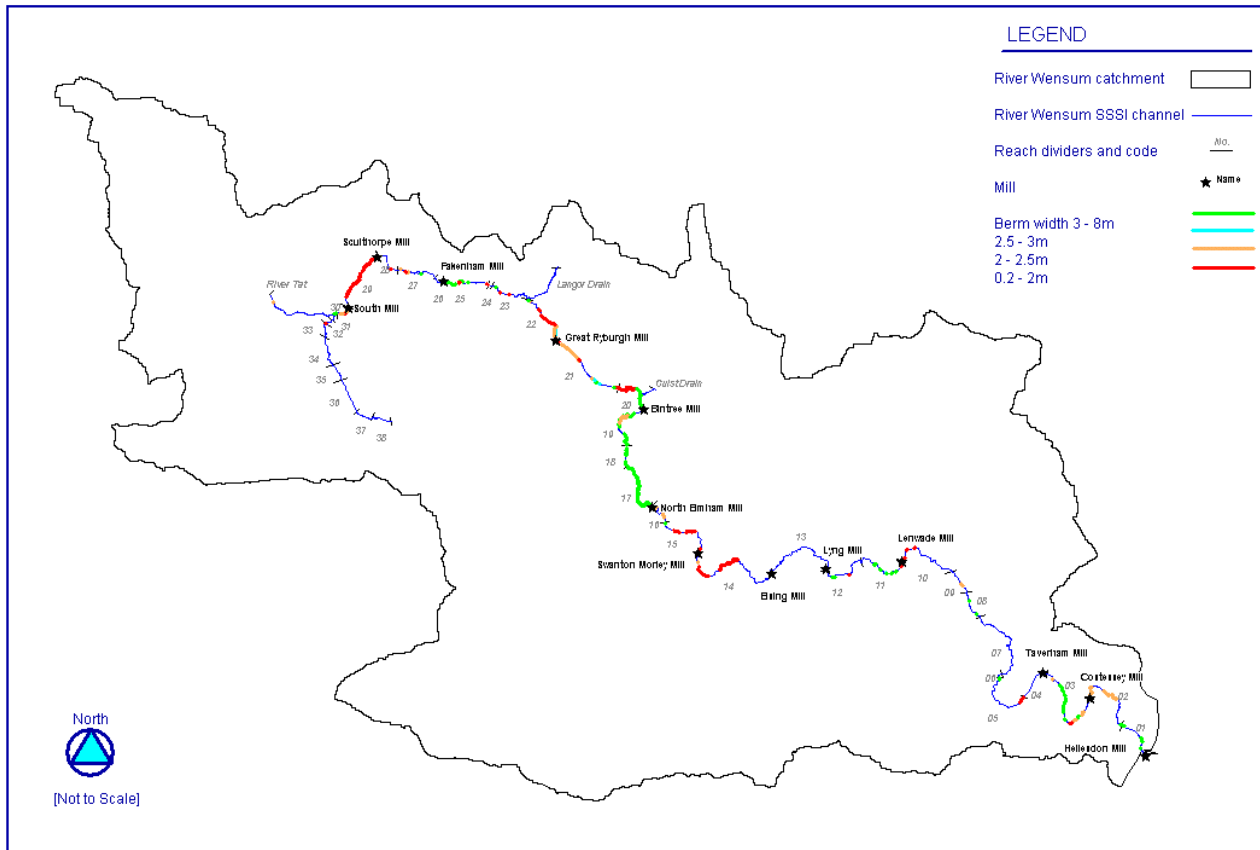 LEGEND
River Wensum catchment
River Wensum SSSI channel
Reach dividers and code
No.
Mill
Name
Berm width 3 - 8m
2.5 - 3m
2 - 2.5m
0.2 - 2m
Sculthorpe Mill
Fakenham Mill
28
27
29
26
25
24
23
Langor Drain
River Tat
30
South Mill
31
32
33
22
Great Ryburgh Mill
34
21
35
Guist Drain
36
20
Bintree Mill
37
38
19
18
17
North Elmham Mill
16
15
13
Lyng Mill
Lenwade Mill
Swanton Morley Mill
14
Elling Mill
12
11
10
09
08
07
Taverham Mill
06
03
Costessey Mill
04
02
05
01
Hellesdon Mill
North
[Not to Scale]